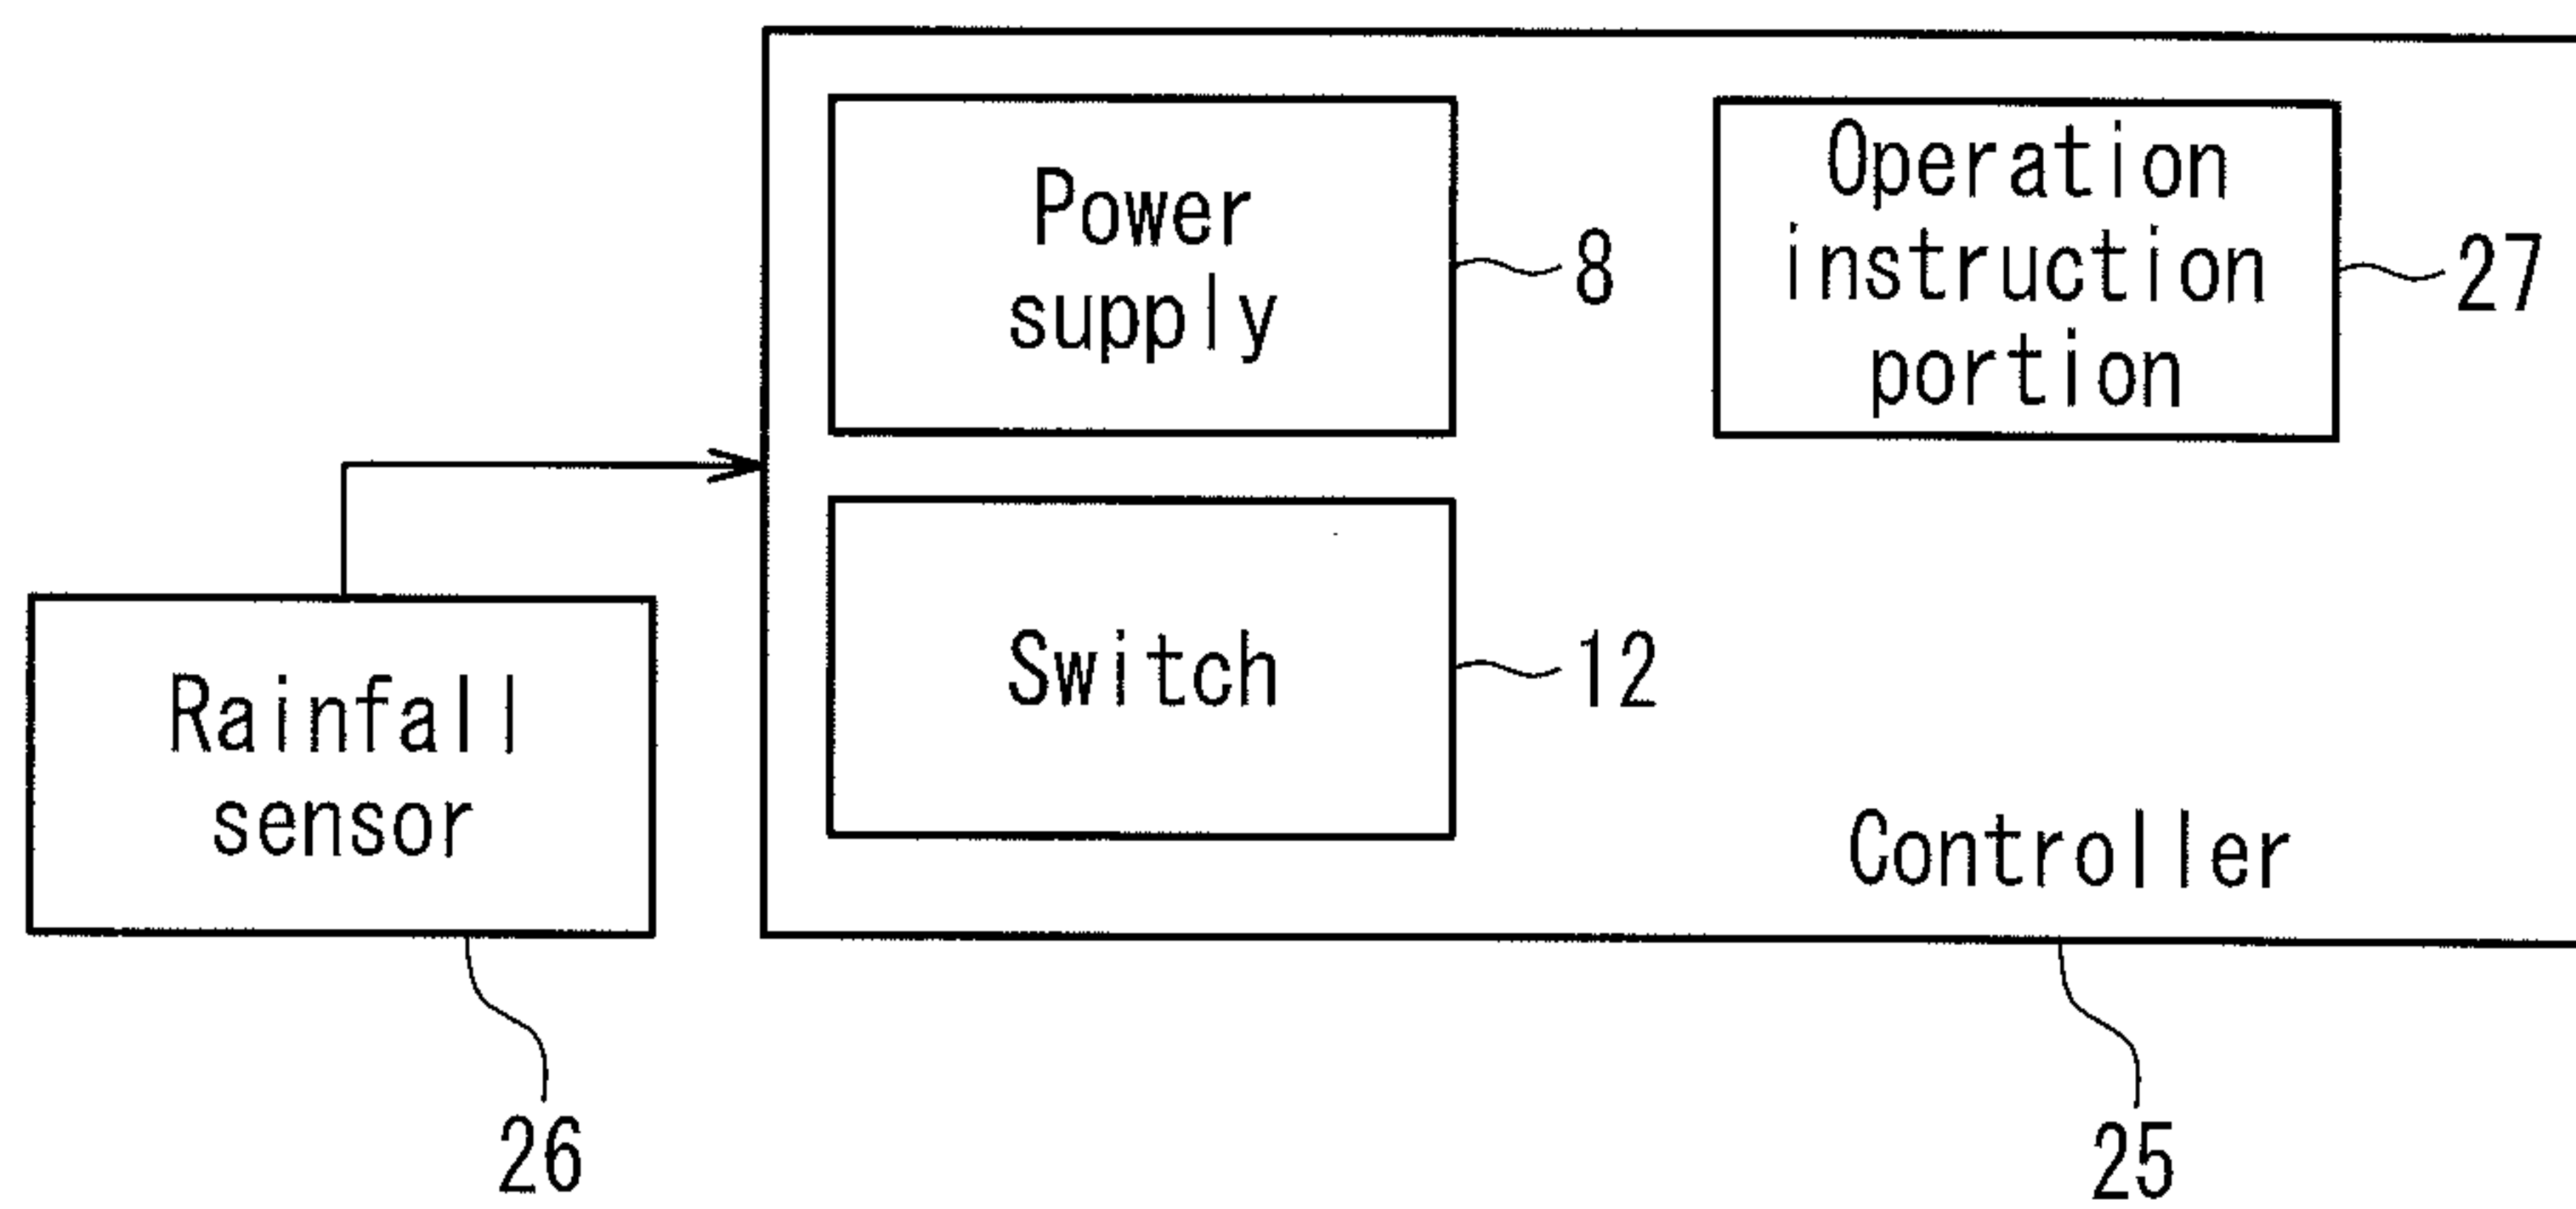 Power
supply
8
Operation
instruction
portion
27
Switch
12
Rainfall
sensor
Controller
26
25